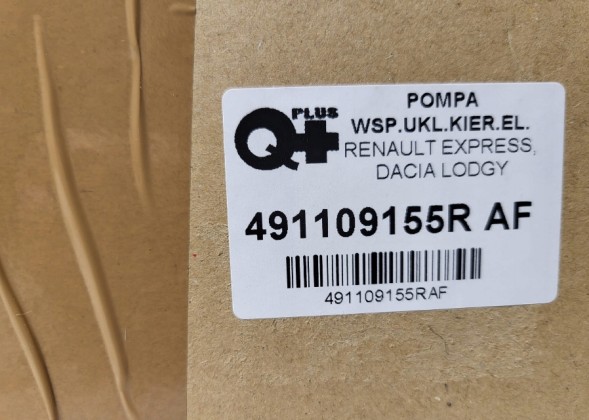 Q+ PLUS
POMPA
WSP.UKL.KIER.EL.
RENAULT EXPRESS,
DACIA LODGY
491109155R AF
491109155RAF